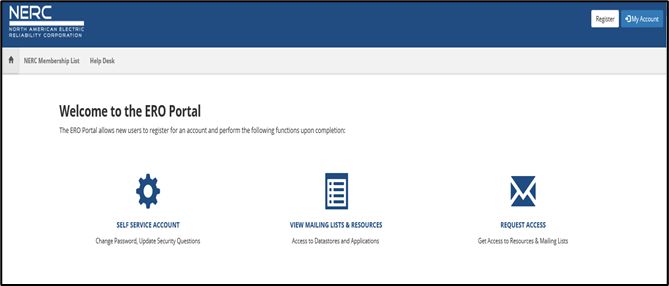 NERC
NORTH AMERICAN ELECTRIC
RELIABILITY CORPORATION
Register
My Account
NERC Membership List Help Desk
Welcome to the ERO Portal
The ERO Portal allows new users to register for an account and perform the following functions upon completion:
SELF SERVICE ACCOUNT
Change Password, Update Security Questions
VIEW MAILING LISTS & RESOURCES
Access to Datastores and Applications
REQUEST ACCESS
Get Access to Resources & Mailing Lists